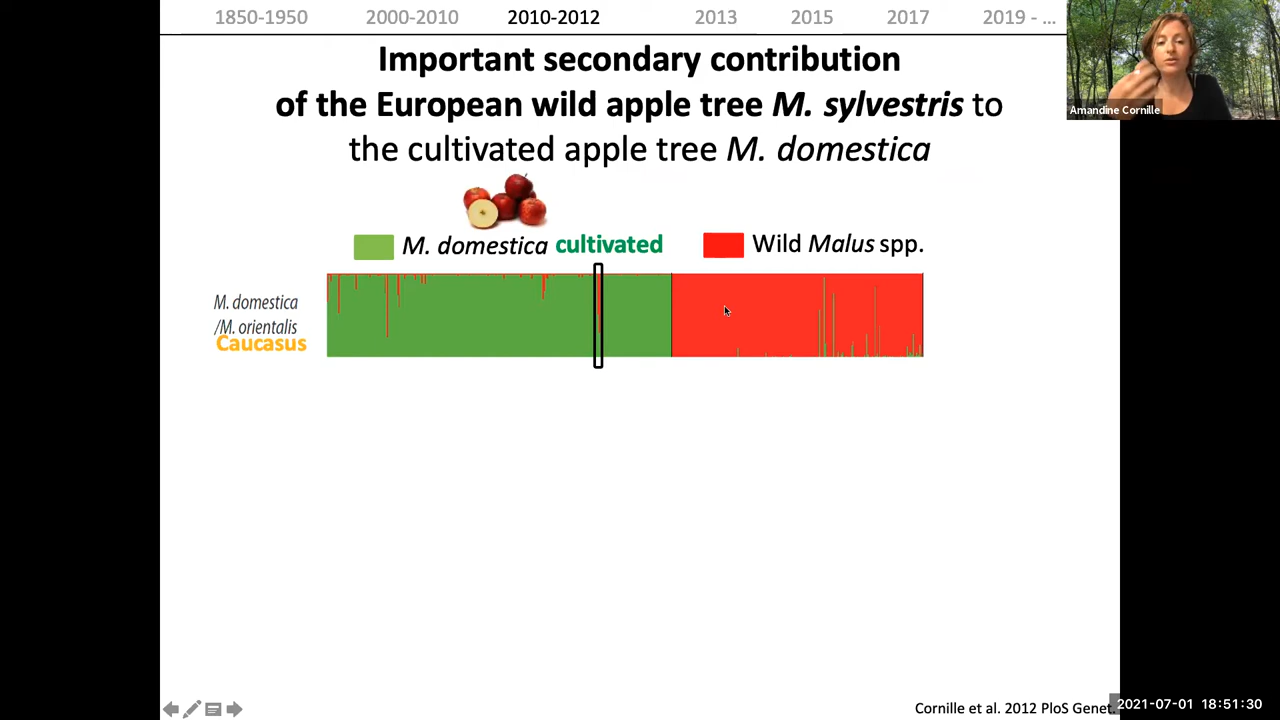 1850-1950 2000-2010 2010-2012 2013 2015 2017 2019 - ...
Important secondary contribution
of the European wild apple tree M. sylvestris to
the cultivated apple tree M. domestica
Amandine Cornille
M. domestica cultivated Wild Malus spp.
M. domestica
/M. orientalis
Caucasus
Cornille et al. 2012 PloS Genet.
2021-07-01 18:51:30